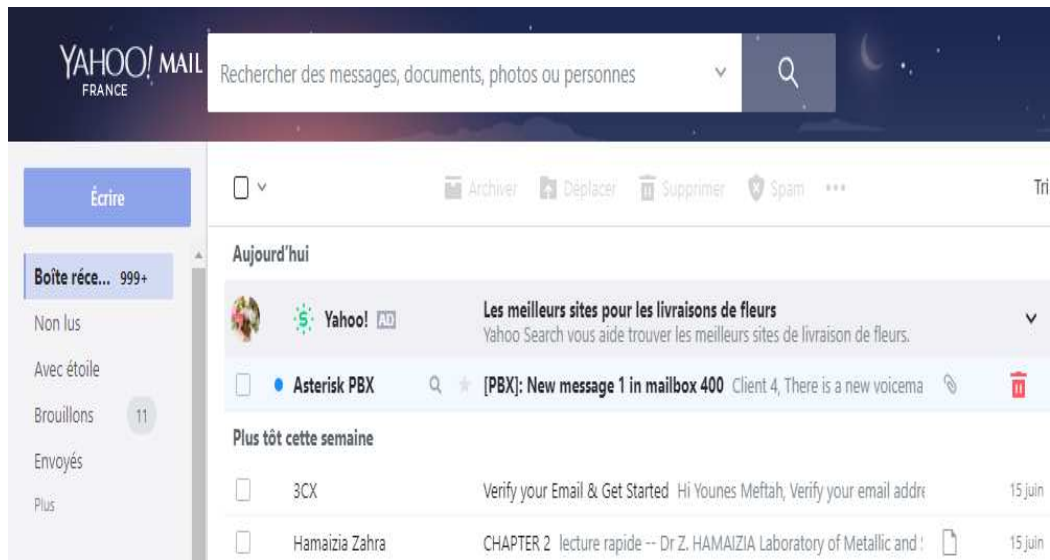 YAHOO! MAIL
FRANCE
Rechercher des messages, documents, photos ou personnes
Écrire
Archiver Déplacer Supprimer Spam •••
Tri
Boîte réce... 999+
Non lus
Avec étoile
Brouillons 11
Envoyés
Plus
Aujourd'hui
Yahoo! AD Les meilleurs sites pour les livraisons de fleurs
Yahoo Search vous aide trouver les meilleurs sites de livraison de fleurs.
Asterisk PBX [PBX]: New message 1 in mailbox 400 Client 4, There is a new voicema
Plus tôt cette semaine
3CX Verify your Email & Get Started Hi Younes Meftah, Verify your email addre 15 juin
Hamaizia Zahra CHAPTER 2 lecture rapide -- Dr Z. HAMAIZIA Laboratory of Metallic and 15 juin